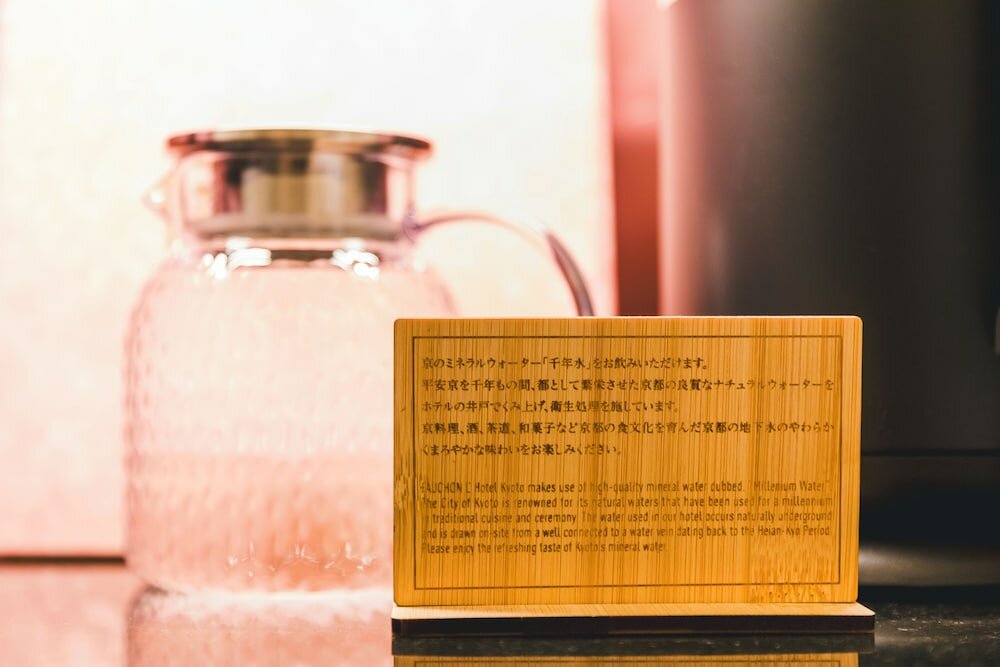 京のミネラルウォーター「千年水」をお飲みいただけます。
平安京を千年もの間、都として繁栄させた京都の良質なナチュラルウォーターを
ホテルの井戸でくみ上げ、衛生処理を施しています。
京料理、酒、茶道、和菓子など京都の食文化を育んだ京都の地下水のやわらか
くまろやかな味わいをお楽しみください。
FAUCHON L'Hotel Kyoto makes use of high-quality mineral water dubbed, "Millenium Water".
The City of Kyoto is renowned for its natural waters that have been used for a millennium
in traditional cuisine and ceremony. The water used in our hotel occurs naturally underground
and is drawn on-site from a well connected to a water vein dating back to the Heian-Kyo Period.
Please enjoy the refreshing taste of Kyoto's mineral water.